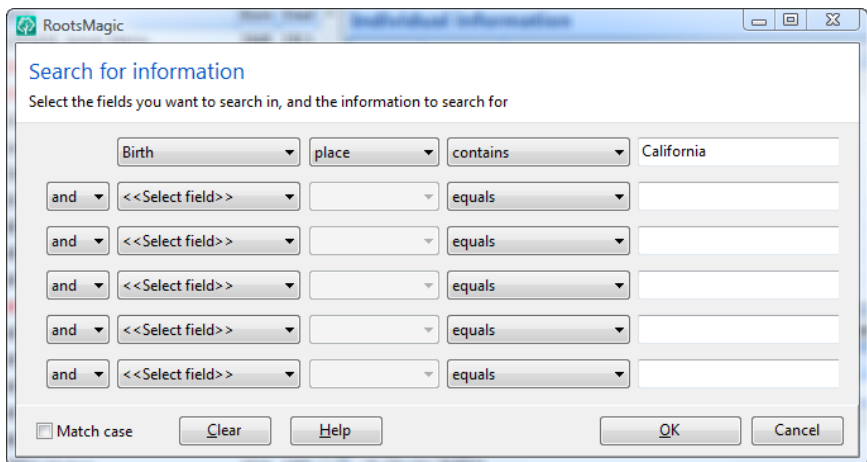 Individual Information
RootsMagic
Search for information
Select the fields you want to search in, and the information to search for
Birth place contains California
and <<Select field>> equals
and <<Select field>> equals
and <<Select field>> equals
and <<Select field>> equals
and <<Select field>> equals
Match case Clear Help OK Cancel